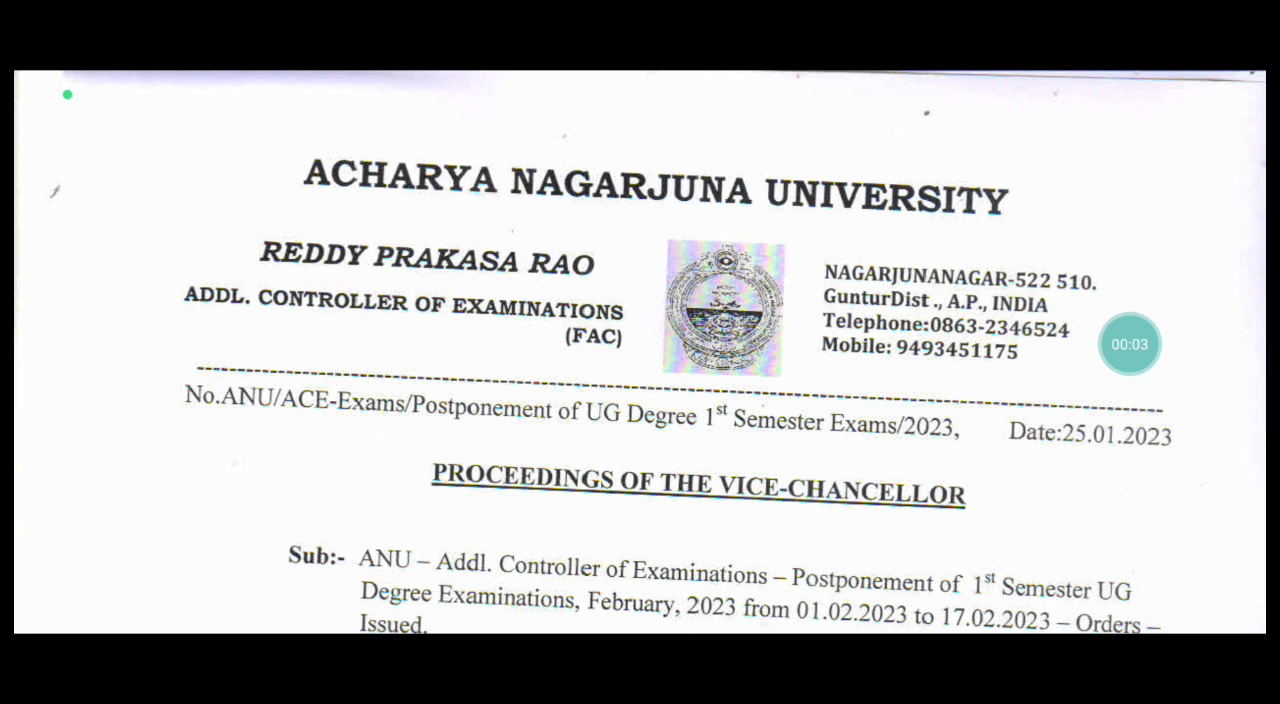 ACHARYA NAGARJUNA UNIVERSITY
REDDY PRAKASA RAO
ADDL. CONTROLLER OF EXAMINATIONS
(FAC)
NAGARJUNANAGAR-522 510.
GunturDist ., A.P., INDIA
Telephone:0863-2346524
Mobile: 9493451175
00:03
No.ANU/ACE-Exams/Postponement of UG Degree 1st Semester Exams/2023, Date:25.01.2023
PROCEEDINGS OF THE VICE-CHANCELLOR
Sub:- ANU – Addl. Controller of Examinations – Postponement of 1st Semester UG
Degree Examinations, February, 2023 from 01.02.2023 to 17.02.2023 – Orders –
Issued.